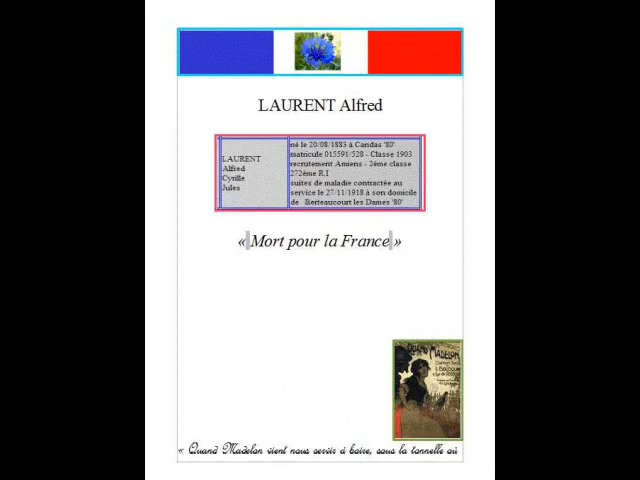 LAURENT Alfred
LAURENT
Alfred
Cyrille
Jules
né le 20/08/1883 à Candas '80'
matricule 015591/528 - Classe 1903
recrutement Amiens - 2ème classe
272ème R.I
suites de maladie contractée au
service le 27/11/1918 à son domicile
de Berteaucourt les Dames '80'
« Mort pour la France »
MADELON
« Quand Madelon vient nous servir à boire, sous la tonnelle où